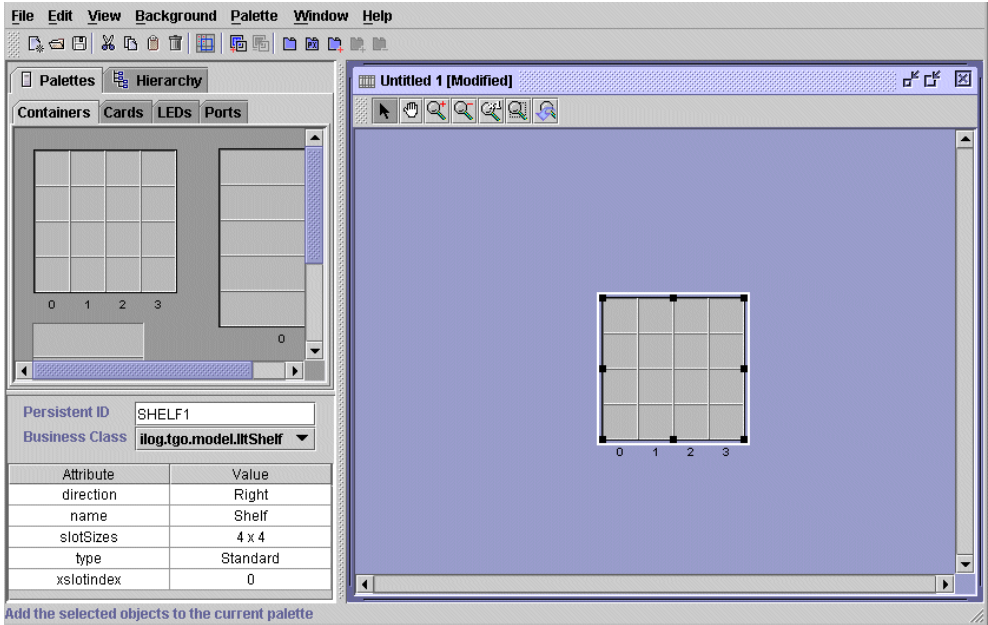 File Edit View Background Palette Window Help
Palettes Hierarchy
Containers Cards LEDs Ports
0 1 2 3
0
Persistent ID SHELF1
Business Class ilog.tgo.model.IltShelf
Attribute Value
direction Right
name Shelf
slotSizes 4 x 4
type Standard
xslotindex 0
Untitled 1 [Modified]
0 1 2 3
Add the selected objects to the current palette